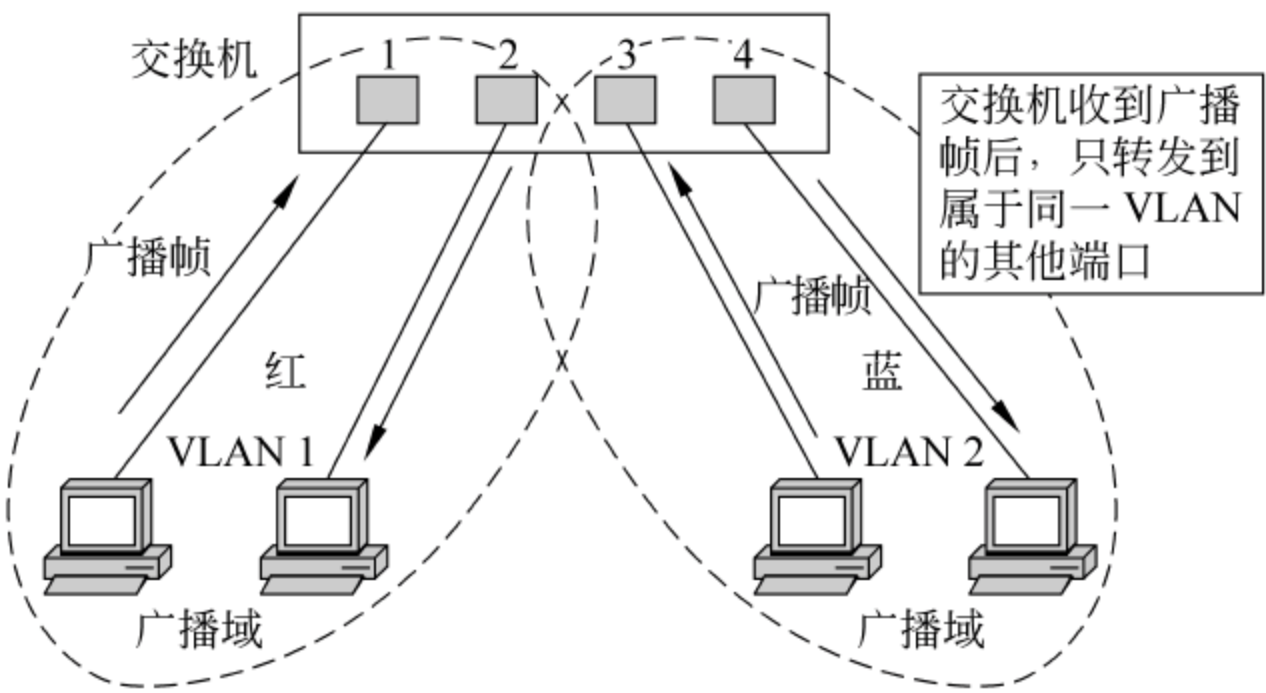 交换机
1 2 3 4
交换机收到广播
帧后，只转发到
属于同一 VLAN
的其他端口
广播帧
广播帧
红
蓝
VLAN 1
VLAN 2
广播域
广播域